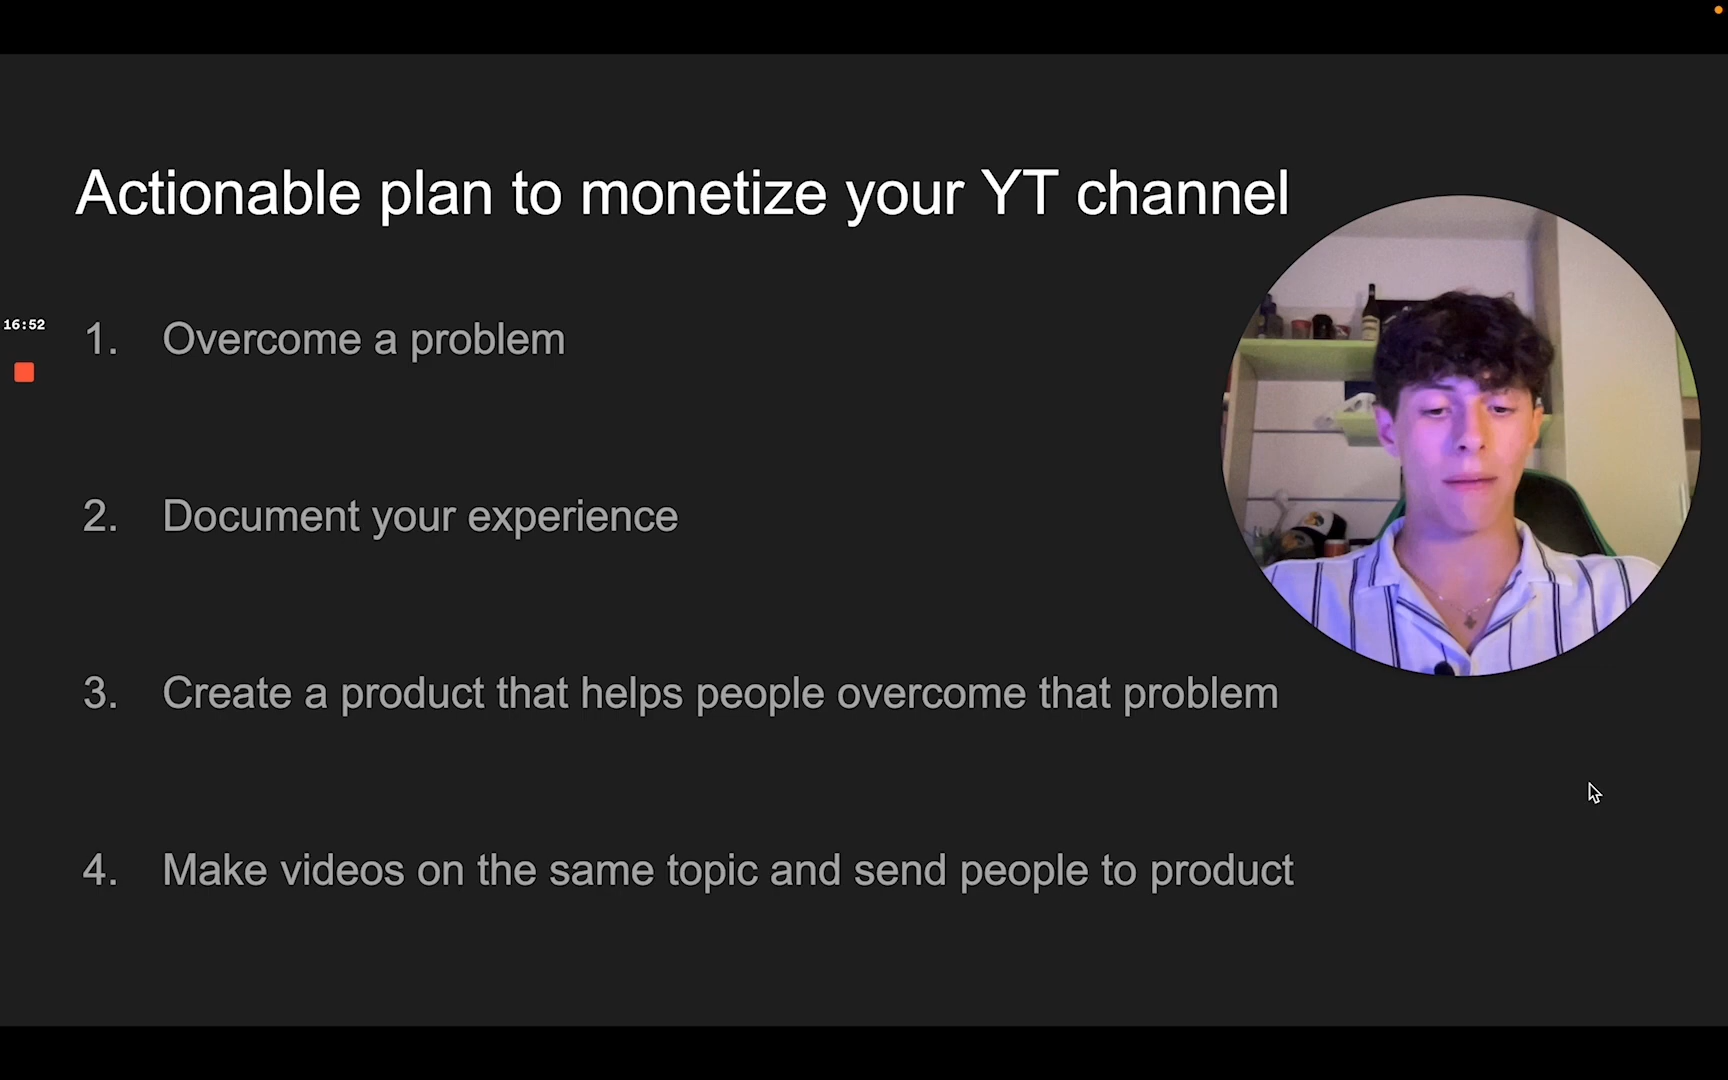 Actionable plan to monetize your YT channel
16:52
1. Overcome a problem
2. Document your experience
3. Create a product that helps people overcome that problem
4. Make videos on the same topic and send people to product